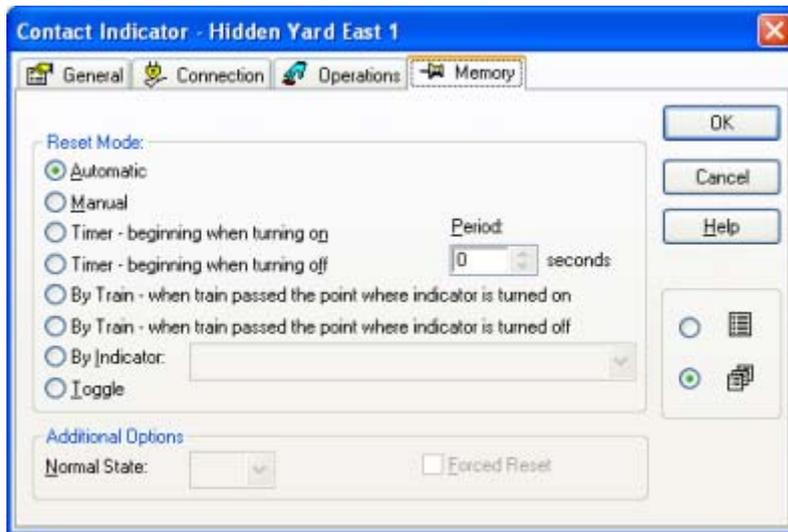 Contact Indicator - Hidden Yard East 1
General Connection Operations Memory
Reset Mode:
Automatic
Manual
Timer - beginning when turning on
Timer - beginning when turning off
Period:
0 seconds
By Train - when train passed the point where indicator is turned on
By Train - when train passed the point where indicator is turned off
By Indicator:
Toggle
Additional Options
Normal State:
Forced Reset
OK
Cancel
Help